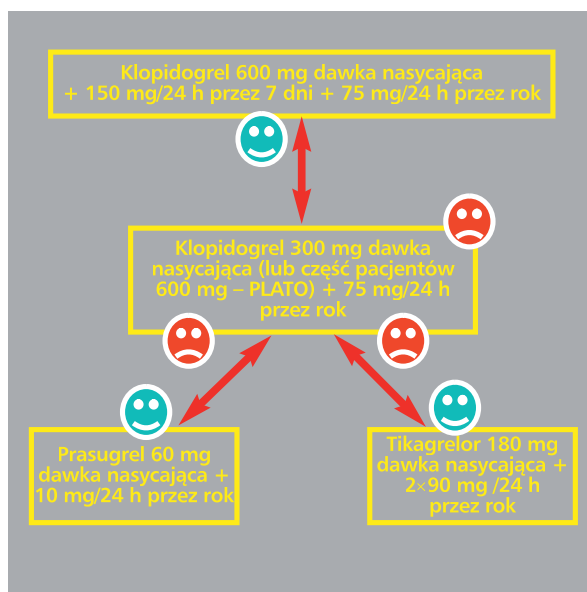 Klopidogrel 600 mg dawka nasycająca
+ 150 mg/24 h przez 7 dni + 75 mg/24 h przez rok
Klopidogrel 300 mg dawka
nasycająca (lub część pacjentów
600 mg – PLATO) + 75 mg/24 h
przez rok
Prasugrel 60 mg
dawka nasycająca +
10 mg/24 h przez rok
Tikagrelor 180 mg
dawka nasycająca +
2×90 mg /24 h
przez rok